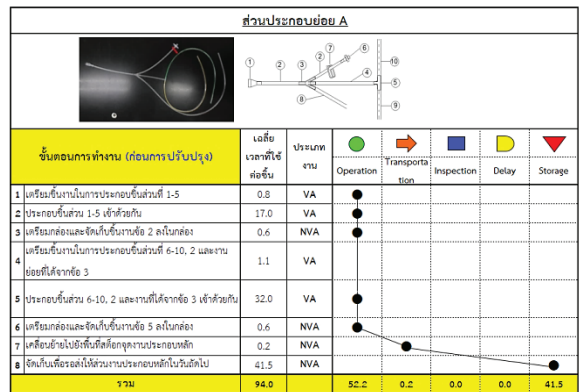 ส่วนประกอบย่อย A
1 2 3 2 7 6 4 8 10 5 9
ขั้นตอนการทำงาน (ก่อนการปรับปรุง) เฉลี่ยเวลาที่ใช้ต่อชิ้น ประเภทงาน Operation Transportation Inspection Delay Storage
1 เตรียมชิ้นงานในการประกอบชิ้นส่วนที่ 1-5 0.8 VA
2 ประกอบชิ้นส่วน 1-5 เข้าด้วยกัน 17.0 VA
3 เตรียมกล่องและจัดเก็บชิ้นงานข้อ 2 ลงในกล่อง 0.6 NVA
เตรียมชิ้นงานในการประกอบชิ้นส่วนที่ 6-10, 2 และงาน
4 ย่อยที่ได้จากข้อ 3 1.1 VA
5 ประกอบชิ้นส่วน 6-10, 2 และงานที่ได้จากข้อ 3 เข้าด้วยกัน 32.0 VA
6 เตรียมกล่องและจัดเก็บชิ้นงานข้อ 5 ลงในกล่อง 0.6 NVA
7 เคลื่อนย้ายไปยังพื้นที่สต็อกจุดงานประกอบหลัก 0.2 NVA
8 จัดเก็บเพื่อรอส่งให้ส่วนงานประกอบหลักในวันถัดไป 41.5 NVA
รวม 94.0 52.2 0.2 0.0 0.0 41.5